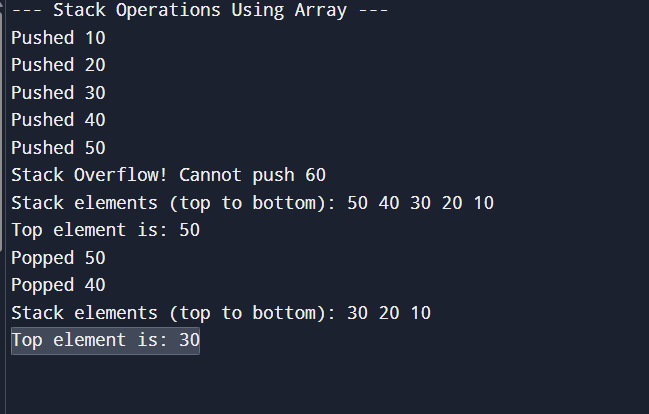 --- Stack Operations Using Array ---
Pushed 10
Pushed 20
Pushed 30
Pushed 40
Pushed 50
Stack Overflow! Cannot push 60
Stack elements (top to bottom): 50 40 30 20 10
Top element is: 50
Popped 50
Popped 40
Stack elements (top to bottom): 30 20 10
Top element is: 30